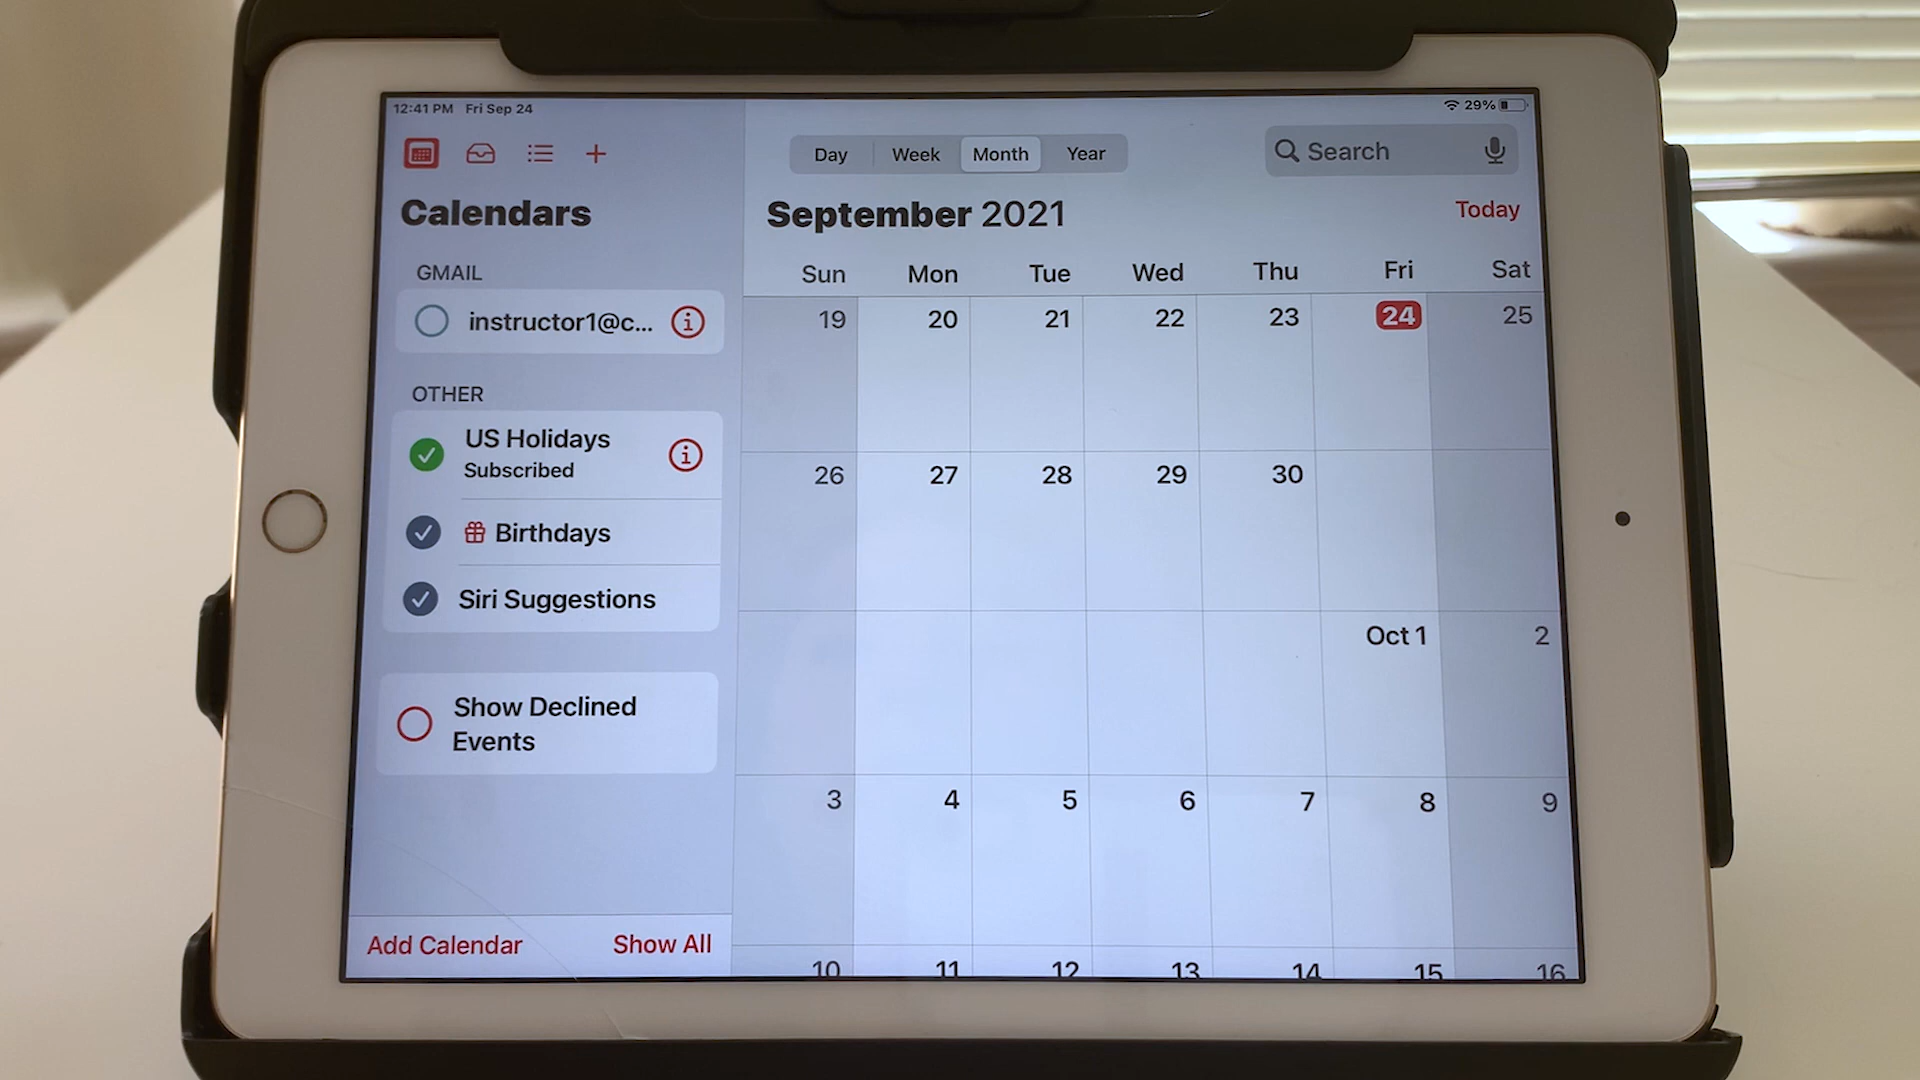 12:41 PM Fri Sep 24
29%
Calendars
GMAIL
instructor1@c...
OTHER
US Holidays
Subscribed
Birthdays
Siri Suggestions
Show Declined
Events
Add Calendar
Show All
Day Week Month Year
Search
September 2021
Today
Sun Mon Tue Wed Thu Fri Sat
19 20 21 22 23 24 25
26 27 28 29 30
Oct 1 2
3 4 5 6 7 8 9
10 11 12 13 14 15 16